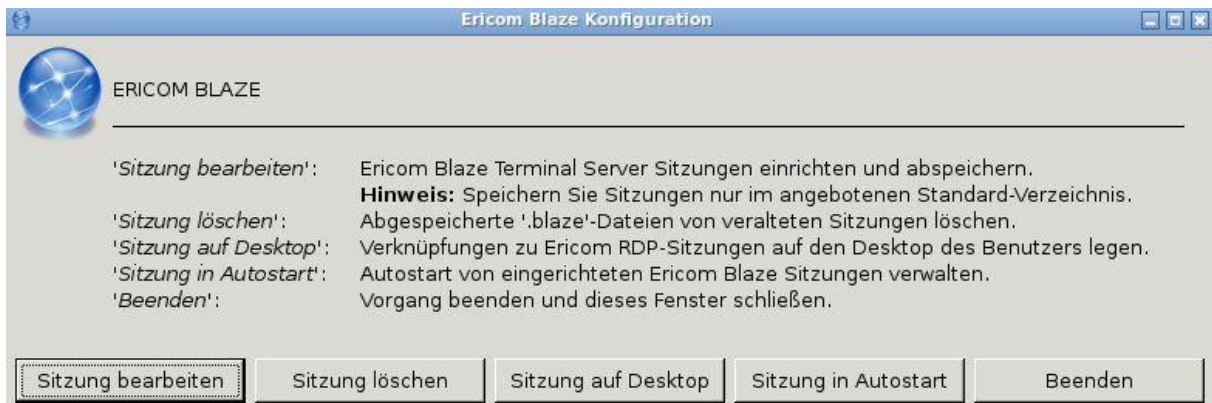 Ericom Blaze Konfiguration
ERICOM BLAZE
'Sitzung bearbeiten': Ericom Blaze Terminal Server Sitzungen einrichten und abspeichern.
Hinweis: Speichern Sie Sitzungen nur im angebotenen Standard-Verzeichnis.
'Sitzung löschen': Abgespeicherte '.blaze'-Dateien von veralteten Sitzungen löschen.
'Sitzung auf Desktop': Verknüpfungen zu Ericom RDP-Sitzungen auf den Desktop des Benutzers legen.
'Sitzung in Autostart': Autostart von eingerichteten Ericom Blaze Sitzungen verwalten.
'Beenden': Vorgang beenden und dieses Fenster schließen.
Sitzung bearbeiten Sitzung löschen Sitzung auf Desktop Sitzung in Autostart Beenden